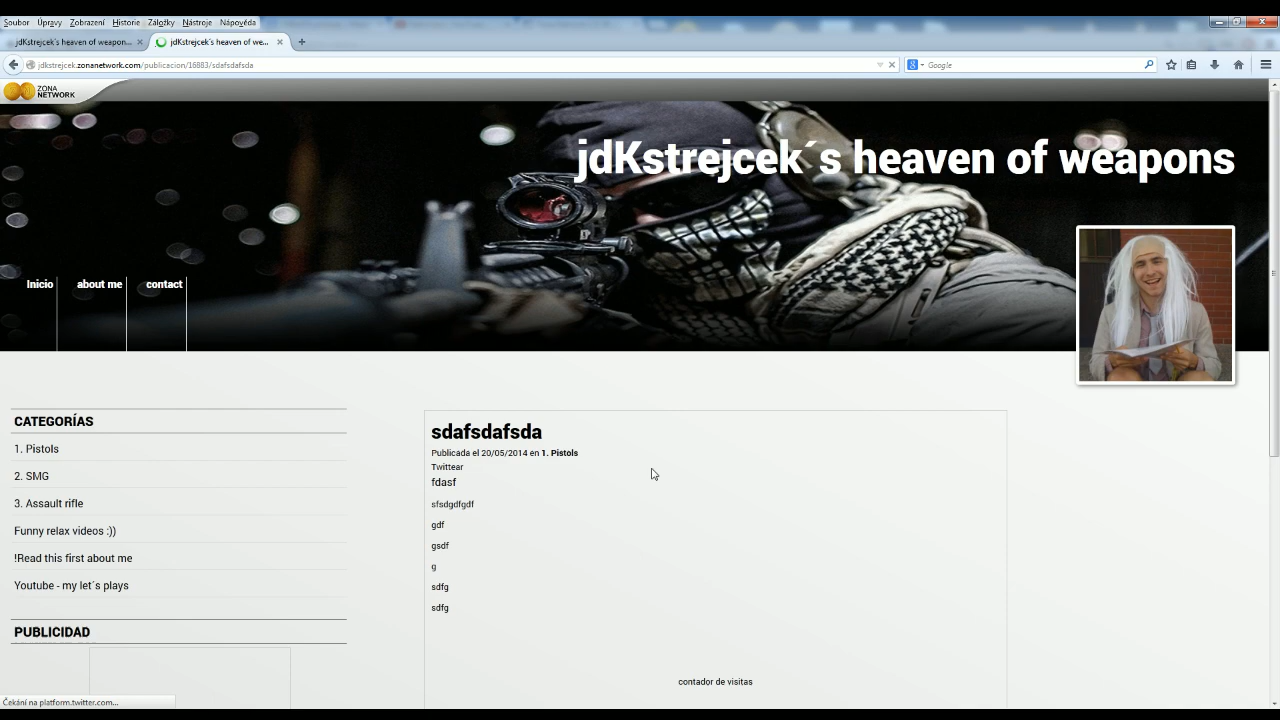 Soubor Úpravy Zobrazení Historie Záložky Nástroje Nápověda
jdKstrejcek's heaven of weapon... × jdKstrejcek's heaven of we... × +
jdkstrejcek.zonanetwork.com/publicacion/16883/sdafsdafsda
Google
ZONA
NETWORK
jdKstrejcek´s heaven of weapons
Inicio about me contact
CATEGORÍAS
1. Pistols
2. SMG
3. Assault rifle
Funny relax videos :))
!Read this first about me
Youtube - my let´s plays
PUBLICIDAD
sdafsdafsda
Publicada el 20/05/2014 en 1. Pistols
Twittear
fdasf
sfsdgdfgdf
gdf
gsdf
g
sdfg
sdfg
contador de visitas
Čekání na platform.twitter.com...